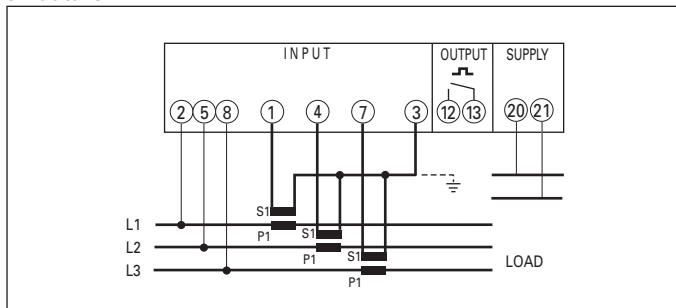 INPUT OUTPUT SUPPLY
2 5 8 1 4 7 3 12 13 20 21
S1
L1
P1
S1
L2
P1
S1
LOAD
L3
P1